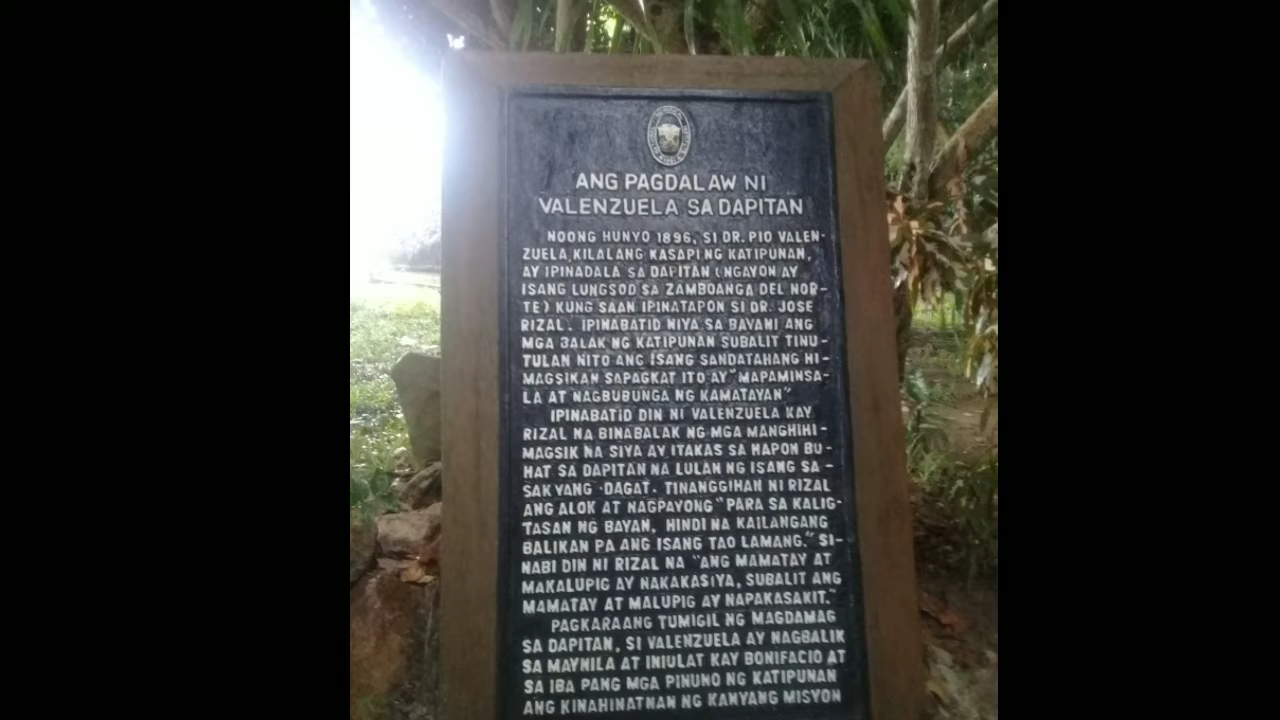 ANG PAGDALAW NI
VALENZUELA SA DAPITAN
NOONG HUNYO 1896, SI DR. PIO VALEN-
ZUELA, KILALANG KASAPI NG KATIPUNAN,
AY IPINADALA SA DAPITAN (NGAYON AY
ISANG LUNGSOD SA ZAMBOANGA DEL NOR-
TE) KUNG SAAN IPINATAPON SI DR. JOSE
RIZAL. IPINABATID NIYA SA BAYANI ANG
MGA BALAK NG KATIPUNAN SUBALIT TINU-
TULAN NITO ANG ISANG SANDATAHANG HI-
MAGSIKAN SAPAGKAT ITO AY "MAPAMINSA-
LA AT NAGBUBUNGA NG KAMATAYAN"
IPINABATID DIN NI VALENZUELA KAY
RIZAL NA BINABALAK NG MGA MANGHIHI-
MAGSIK NA SIYA AY ITAKAS SA HAPON BU-
HAT SA DAPITAN NA LULAN NG ISANG SA-
SAKYANG DAGAT. TINANGGIHAN NI RIZAL
ANG ALOK AT NAGPAYONG "PARA SA KALIG-
TASAN NG BAYAN, HINDI NA KAILANGANG
BALIKAN PA ANG ISANG TAO LAMANG." SI-
NABI DIN NI RIZAL NA "ANG MAMATAY AT
MAKALUPIG AY NAKAKASIYA, SUBALIT ANG
MAMATAY AT MALUPIG AY NAPAKASAKIT."
PAGKARAANG TUMIGIL NG MAGDAMAG
SA DAPITAN, SI VALENZUELA AY NAGBALIK
SA MAYNILA AT INIULAT KAY BONIFACIO AT
SA IBA PANG MGA PINUNO NG KATIPUNAN
ANG KINAHINATNAN NG KANYANG MISYON